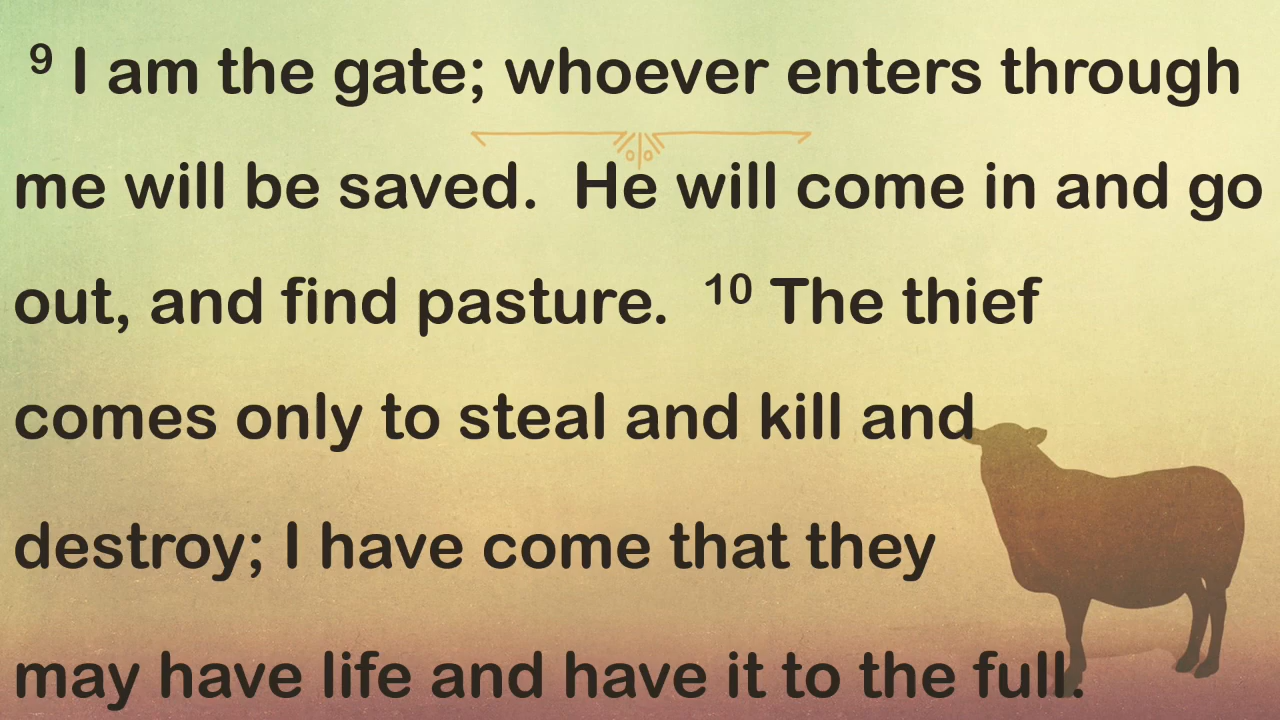 ⁹ I am the gate; whoever enters through
me will be saved.  He will come in and go
out, and find pasture.  ¹⁰ The thief
comes only to steal and kill and
destroy; I have come that they
may have life and have it to the full.